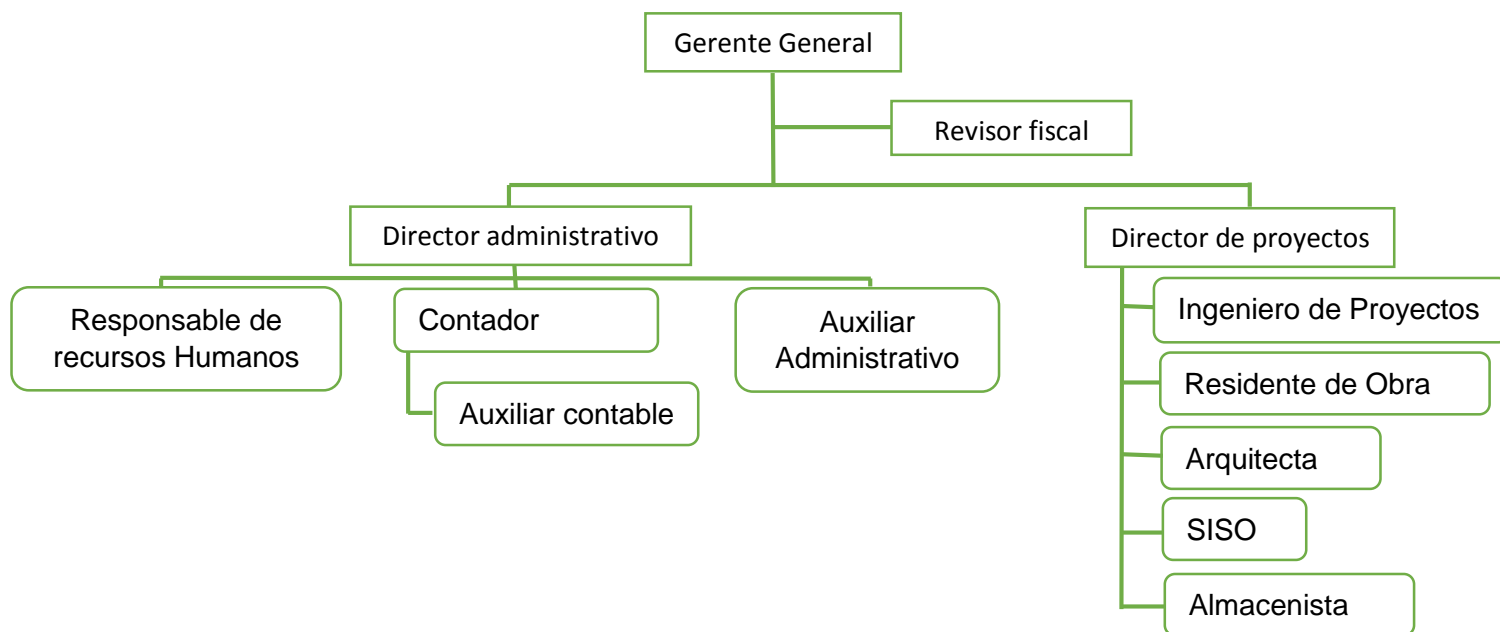 Gerente General
Revisor fiscal
Director administrativo
Director de proyectos
Responsable de
recursos Humanos
Contador
Auxiliar
Administrativo
Auxiliar contable
Ingeniero de Proyectos
Residente de Obra
Arquitecta
SISO
Almacenista